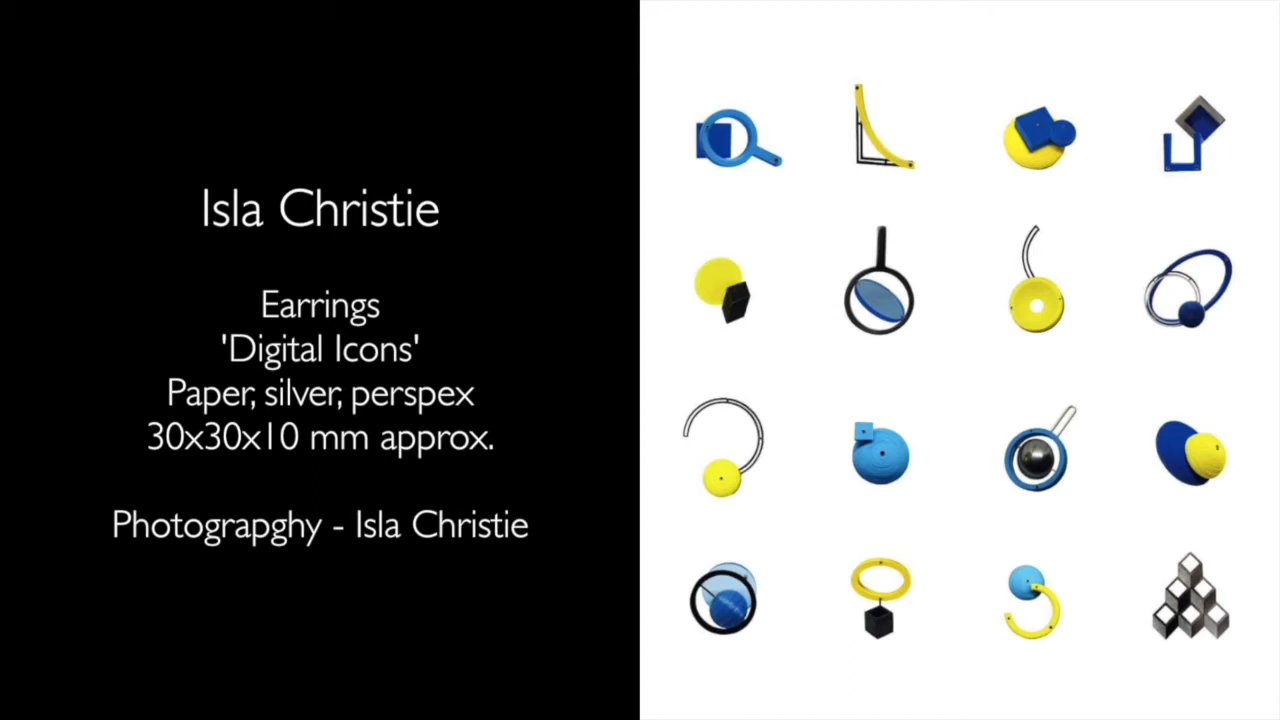 Isla Christie
Earrings
'Digital Icons'
Paper, silver, perspex
30x30x10 mm approx.
Photograpghy - Isla Christie